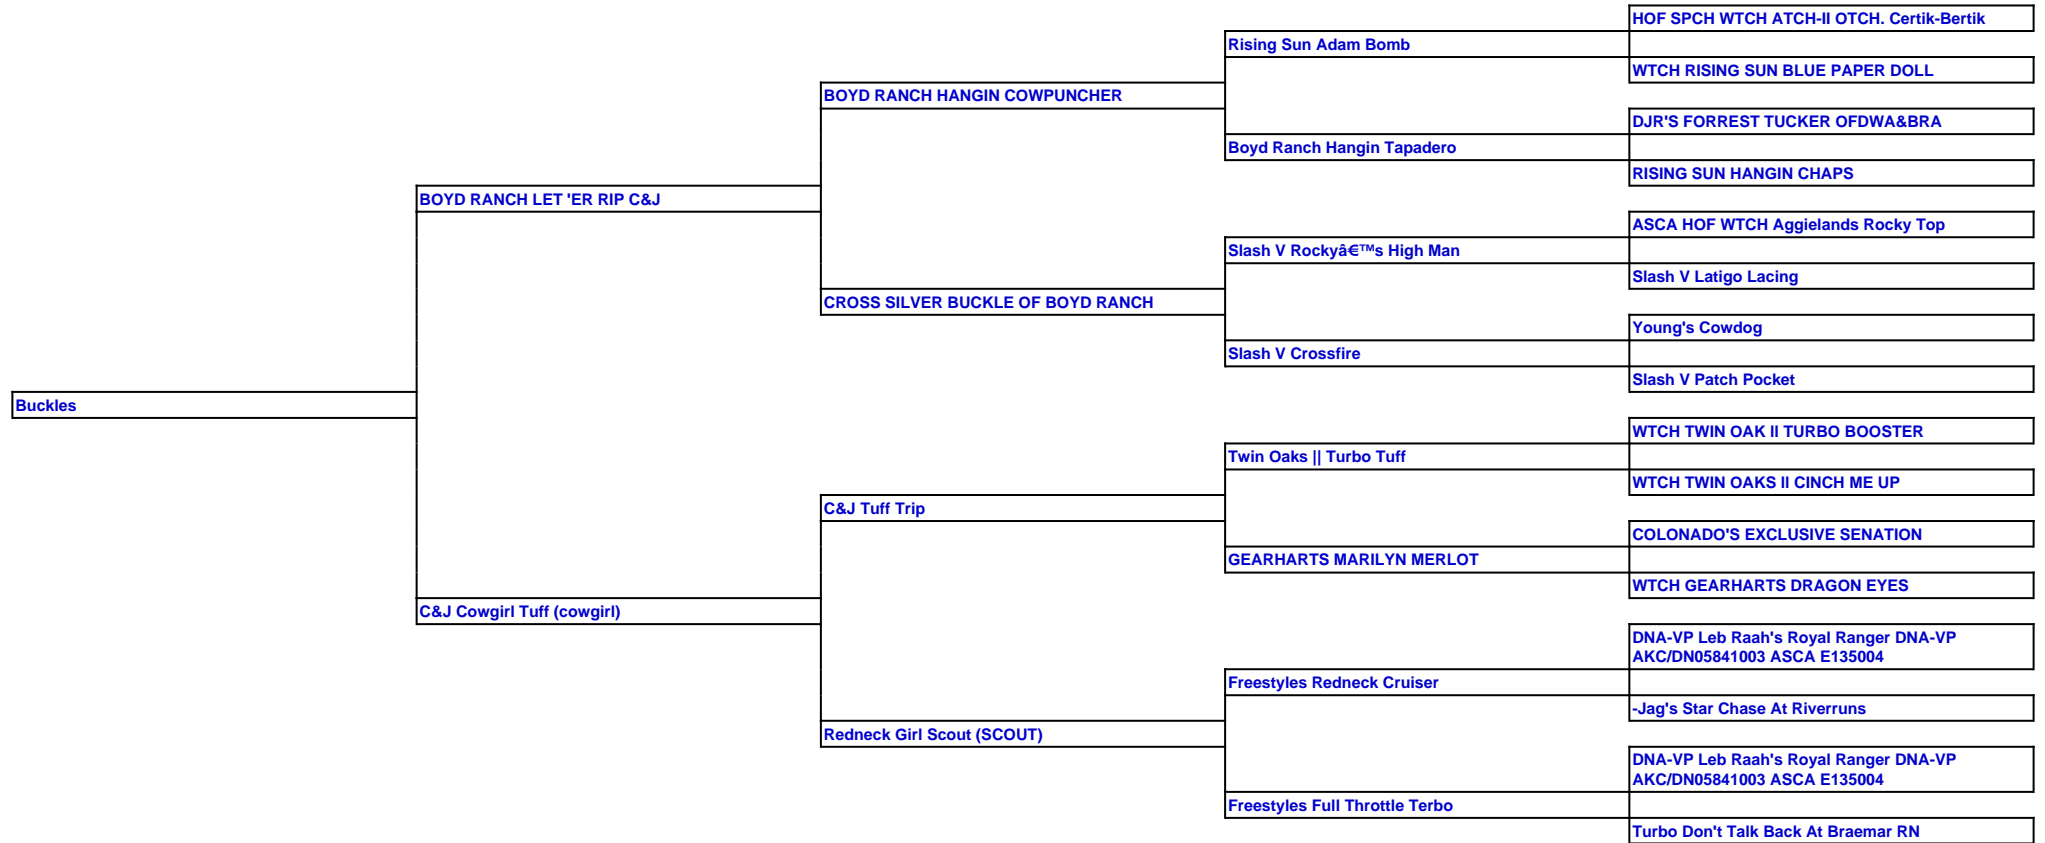 HOF SPCH WTCH ATCH-II OTCH. Certik-Bertik
Rising Sun Adam Bomb
WTCH RISING SUN BLUE PAPER DOLL
BOYD RANCH HANGIN COWPUNCHER
DJR'S FORREST TUCKER OFDWA&BRA
Boyd Ranch Hangin Tapadero
RISING SUN HANGIN CHAPS
BOYD RANCH LET 'ER RIP C&J
ASCA HOF WTCH Aggielands Rocky Top
Slash V Rockyâ€™s High Man
Slash V Latigo Lacing
CROSS SILVER BUCKLE OF BOYD RANCH
Young's Cowdog
Slash V Crossfire
Slash V Patch Pocket
Buckles
WTCH TWIN OAK II TURBO BOOSTER
Twin Oaks || Turbo Tuff
WTCH TWIN OAKS II CINCH ME UP
C&J Tuff Trip
COLONADO'S EXCLUSIVE SENATION
GEARHARTS MARILYN MERLOT
WTCH GEARHARTS DRAGON EYES
C&J Cowgirl Tuff (cowgirl)
DNA-VP Leb Raah's Royal Ranger DNA-VP
AKC/DN05841003 ASCA E135004
Freestyles Redneck Cruiser
-Jag's Star Chase At Riverruns
Redneck Girl Scout (SCOUT)
DNA-VP Leb Raah's Royal Ranger DNA-VP
AKC/DN05841003 ASCA E135004
Freestyles Full Throttle Terbo
Turbo Don't Talk Back At Braemar RN